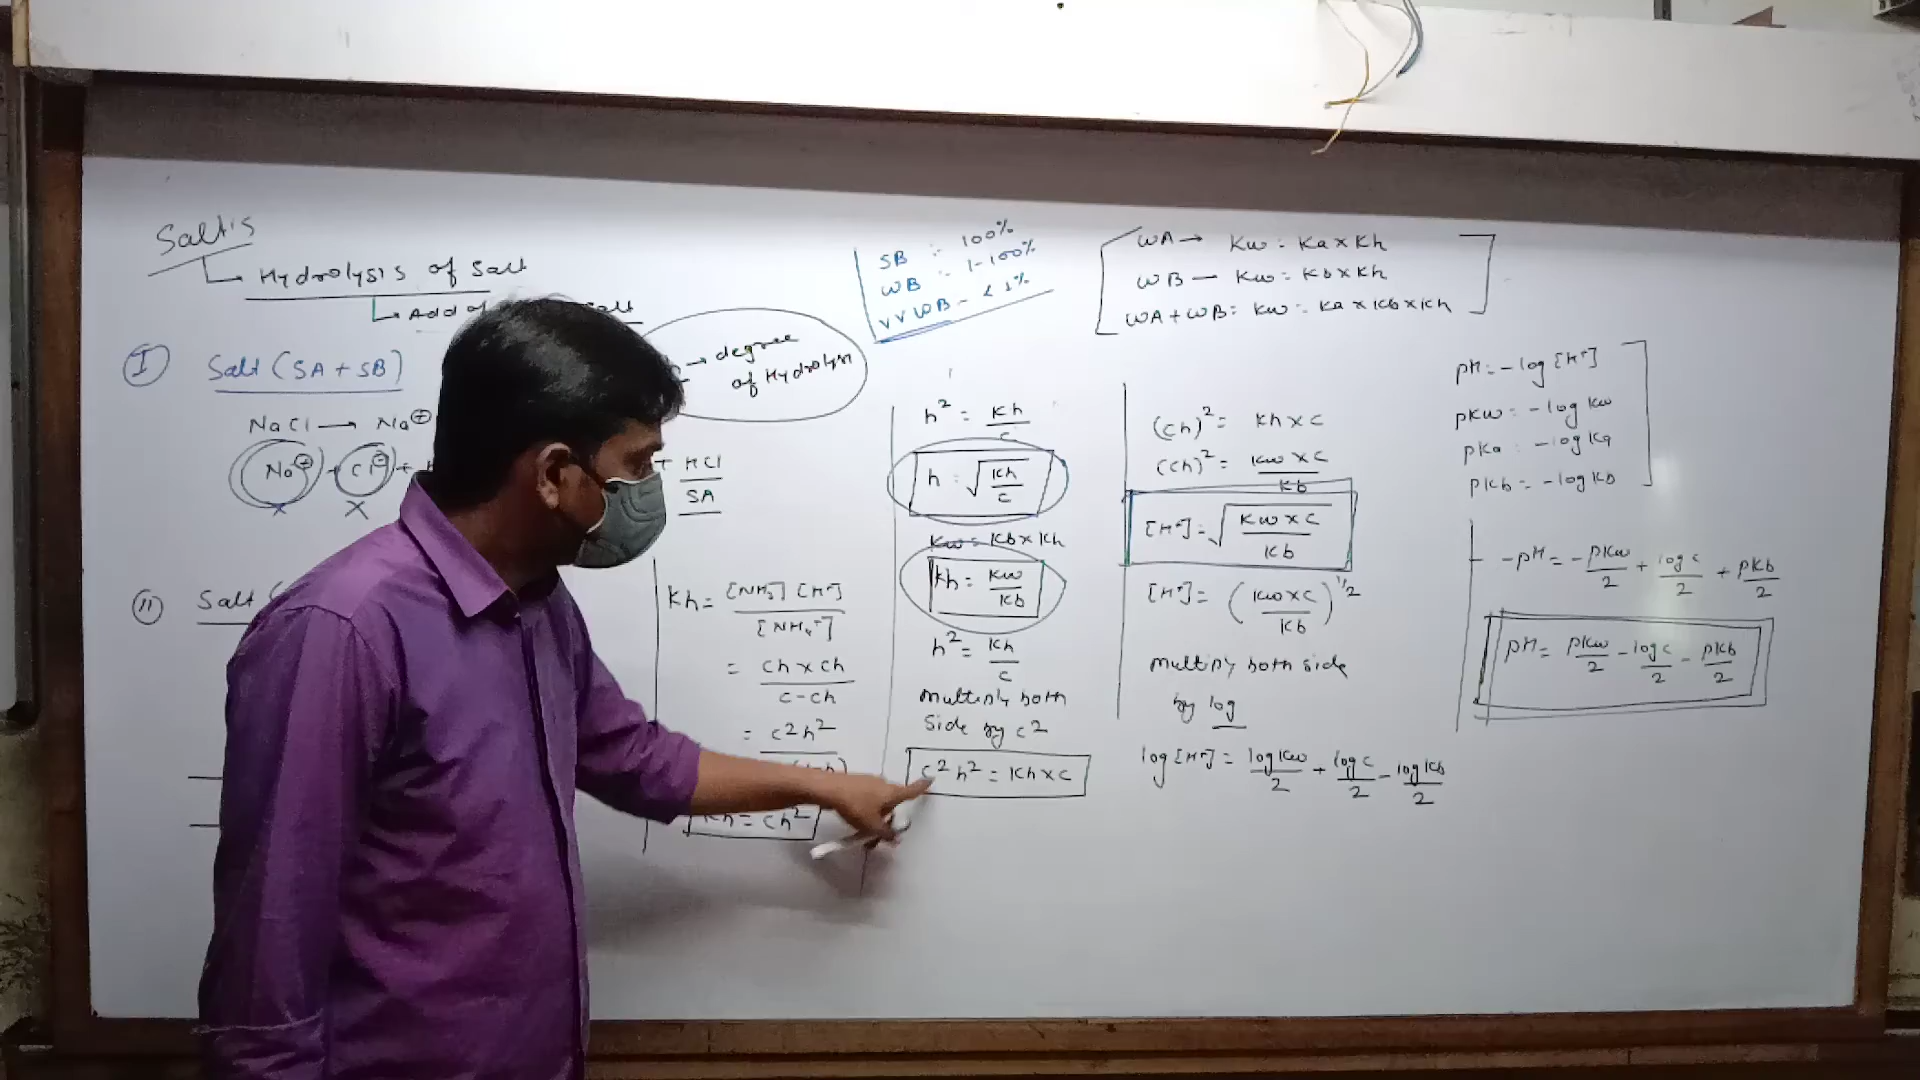 Saltis
Hydrolysis of salt
Add of
I Salt (SA + SB)
NaCl → Na⊕
Na⊕ + Cl⊖ +
+ HCl
SA
× ×
II Salt (
→ degree
of Hydrolysis
SB : 100%
WB : 1-100%
VVWB - < 1%
WA → Kw = Ka × Kh
WB — Kw = Kb × Kh
WA + WB = Kw = Ka × Kb × Kh
Kh = [NH3] [H+] / [NH4+]
= Ch × Ch / C - Ch
= C²h²
Kh = Ch²
h² = Kh / C
h = √Kh / C
Kw = Kb × Kh
Kh = Kw / Kb
h² = Kh / C
multiply both
side by c2
C²h² = Kh × C
(Ch)² = Kh × C
(Ch)² = Kw × C / Kb
[H+] = √Kw × C / Kb
[H+] = (Kw × C / Kb)^1/2
multiply both side
by log
log [H+] = log Kw / 2 + log C / 2 - log Kb / 2
pH = -log [H+]
pKw = -log Kw
pKa = -log Ka
pKb = -log Kb
-pH = -pKw / 2 + log C / 2 + pKb / 2
pH = pKw / 2 - log C / 2 - pKb / 2